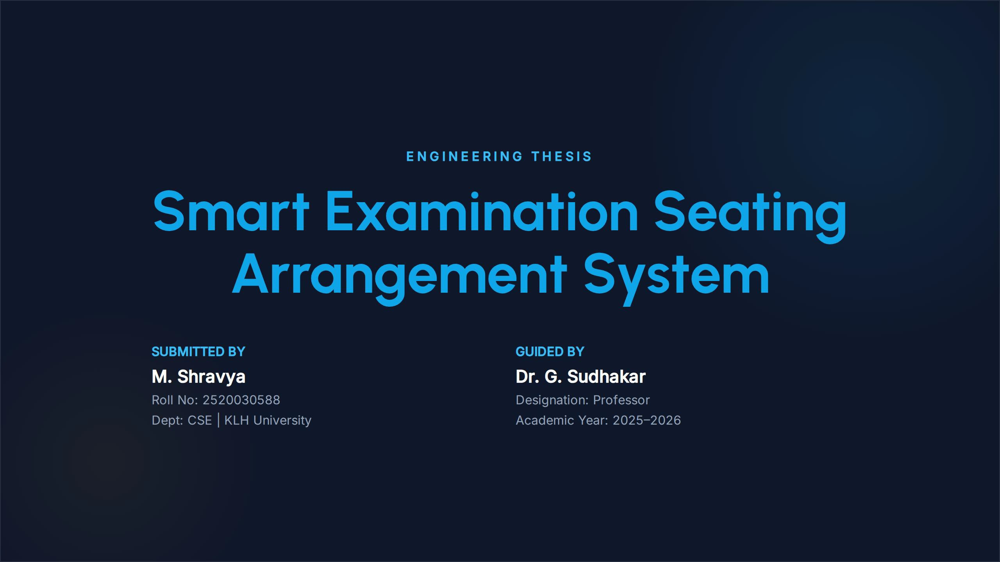 ENGINEERING THESIS
Smart Examination Seating
Arrangement System
SUBMITTED BY
M. Shravya
Roll No: 2520030588
Dept: CSE | KLH University
GUIDED BY
Dr. G. Sudhakar
Designation: Professor
Academic Year: 2025–2026